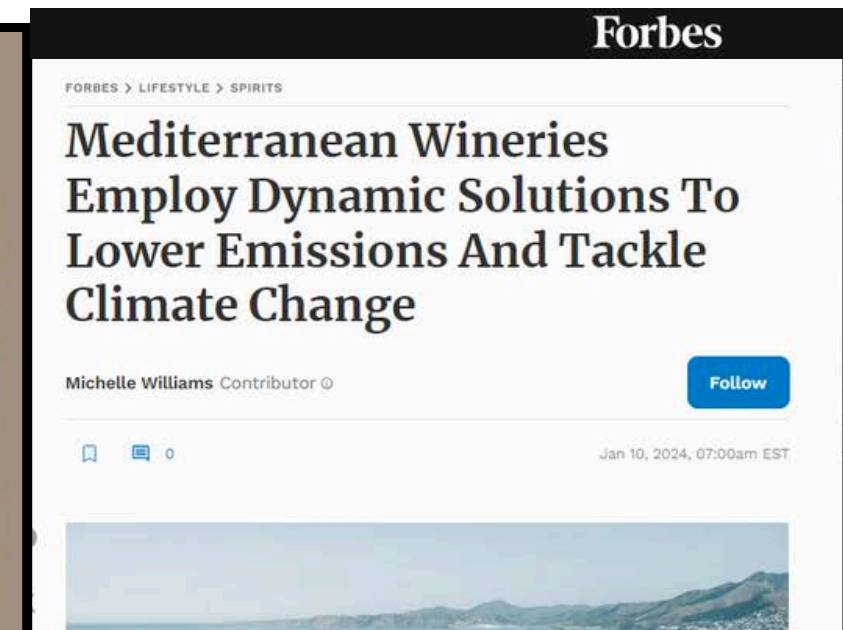 Forbes
FORBES > LIFESTYLE > SPIRITS
Mediterranean Wineries
Employ Dynamic Solutions To
Lower Emissions And Tackle
Climate Change
Michelle Williams Contributor
Follow
0
Jan 10, 2024, 07:00am EST